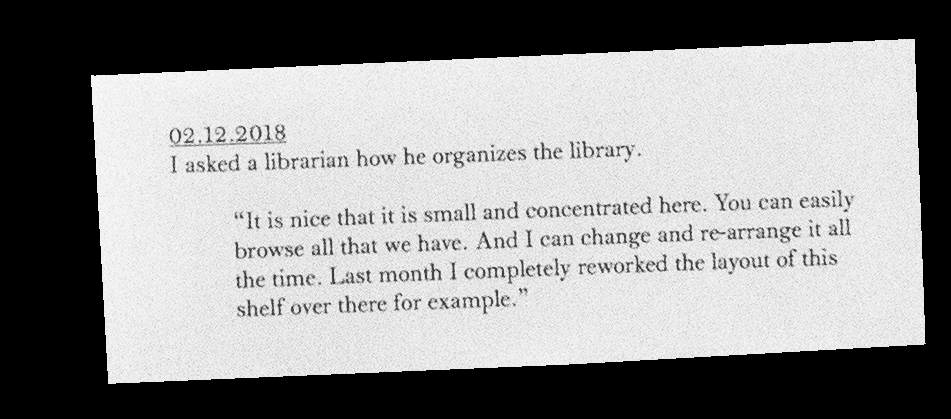 02.12.2018
I asked a librarian how he organizes the library.
“It is nice that it is small and concentrated here. You can easily
browse all that we have. And I can change and re-arrange it all
the time. Last month I completely reworked the layout of this
shelf over there for example.”